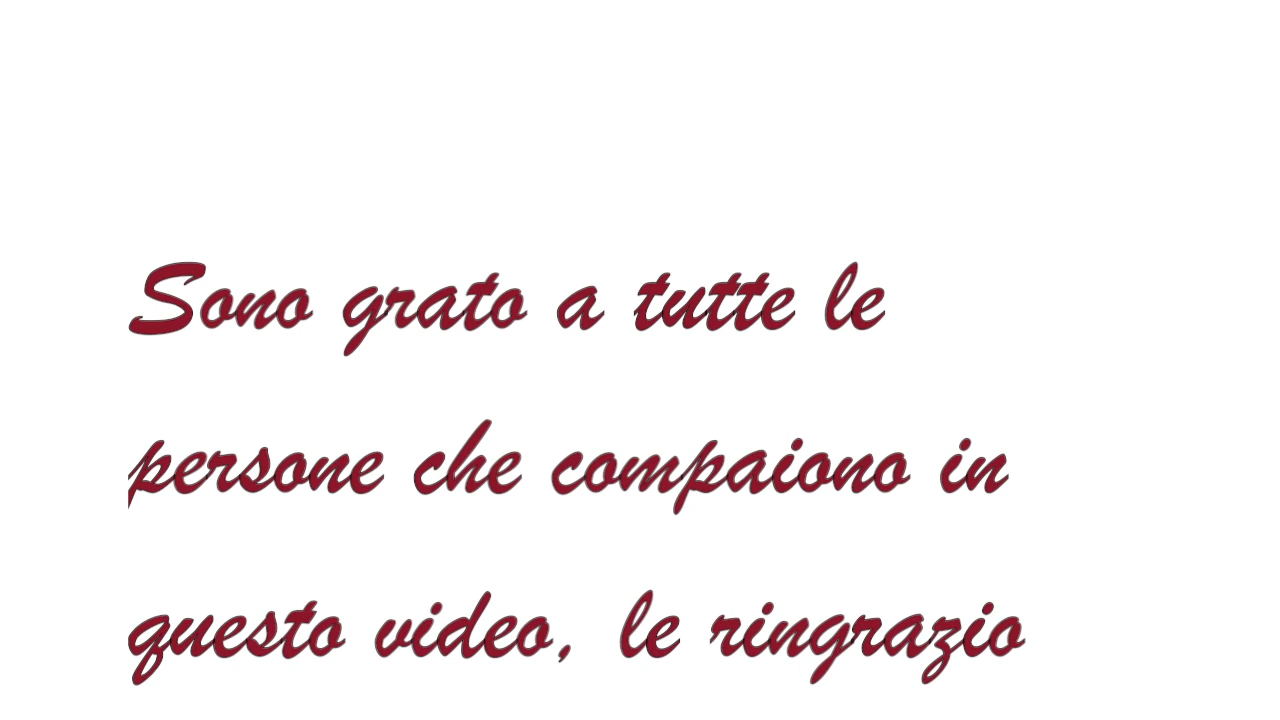 Sono grato a tutte le
persone che compaiono in
questo video, le ringrazio